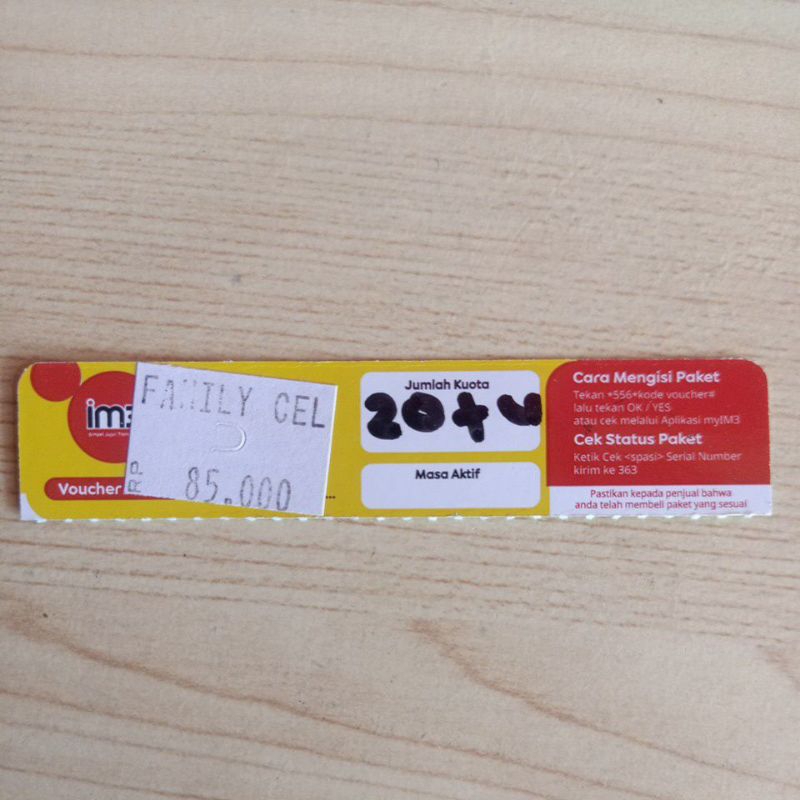 im3
FAMILY CEL
RP. 85.000
Voucher
Jumlah Kuota
20+u
Masa Aktif
Cara Mengisi Paket
Tekan *556*kode voucher#
lalu tekan OK / YES
atau cek melalui Aplikasi myIM3
Cek Status Paket
Ketik Cek <spasi> Serial Number
kirim ke 363
Pastikan kepada penjual bahwa
anda telah membeli paket yang sesuai